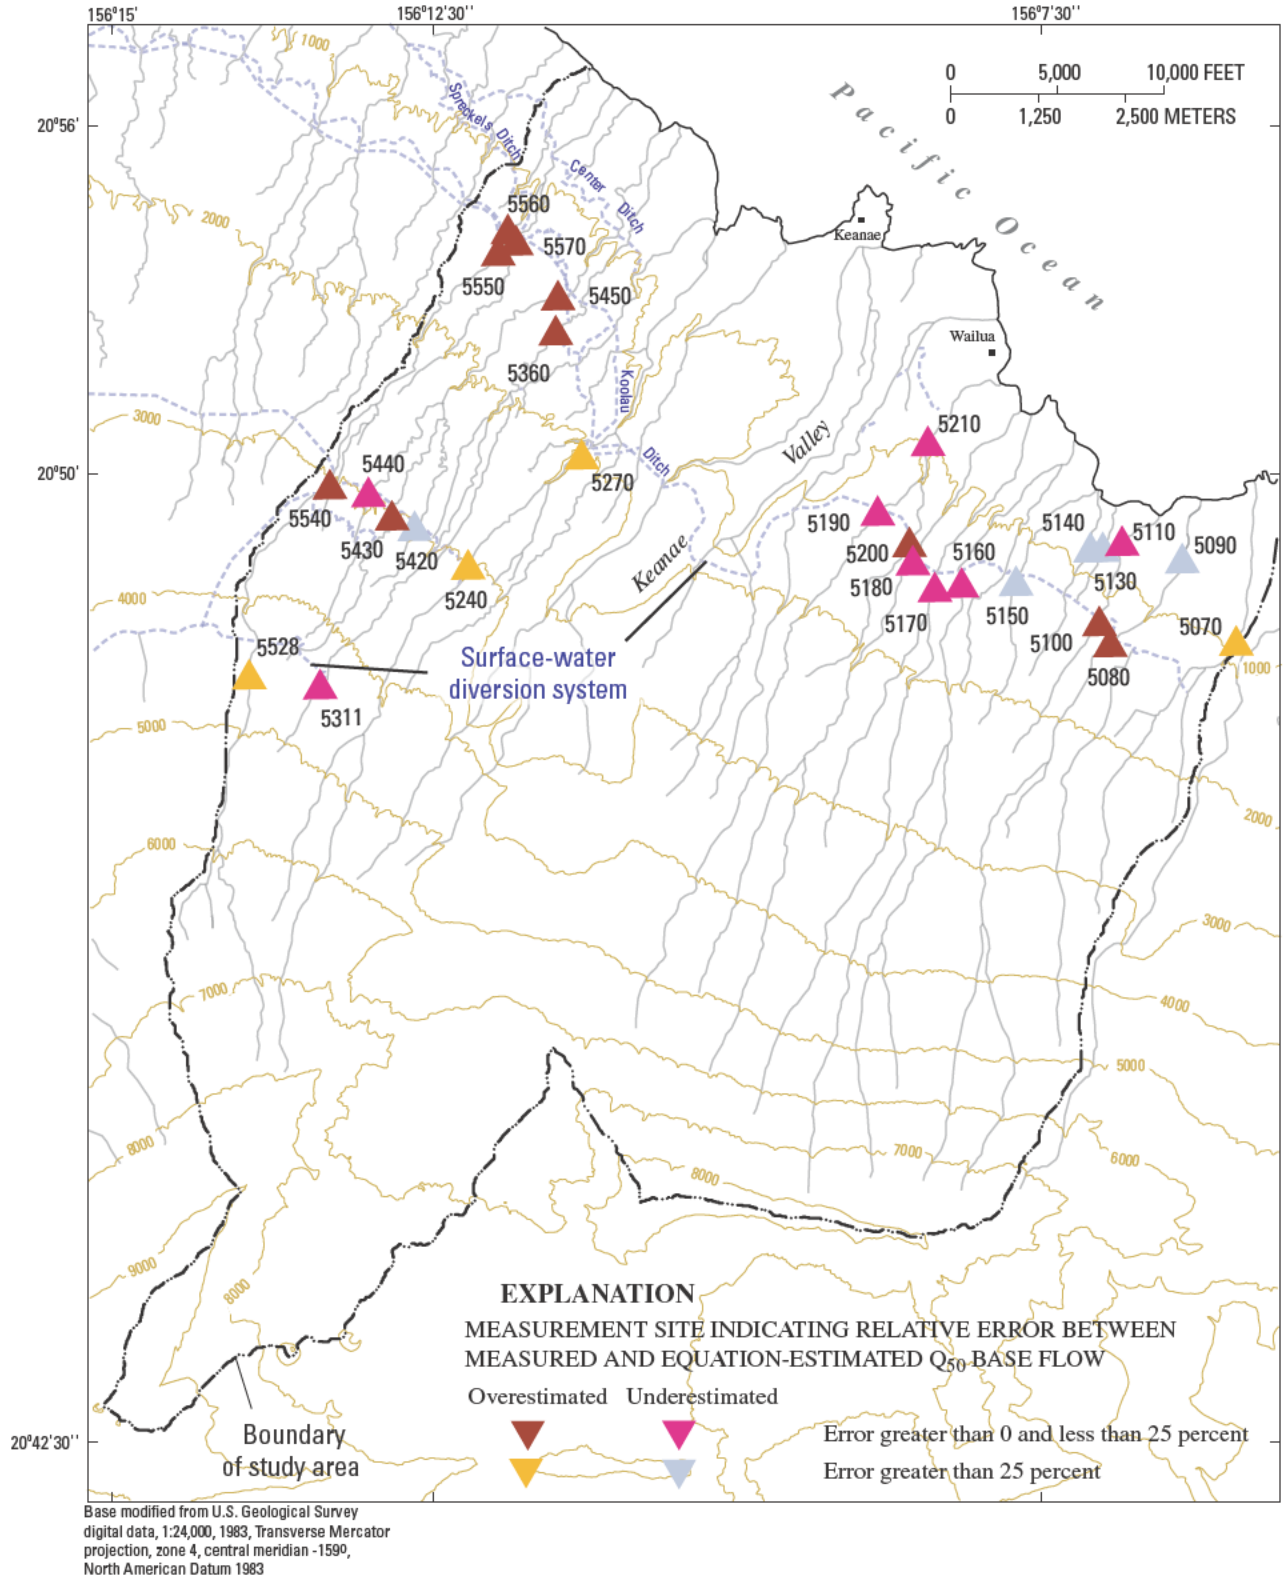 156°15'
156°12'30''
156°7'30''
0 5,000 10,000 FEET
0 1,250 2,500 METERS
1000
Spreckels Ditch
Pacific Ocean
20°56'
Center Ditch
2000
5560
Keanae
5570
5550
5450
Wailua
5360
Koolau
3000
5210
Valley
5440
Ditch
20°50'
5270
5540
5190
5140
5110
5430
5420
5200
5160
5090
Keanae
5130
5240
5180
4000
5170
5150
5100
5070
5528
1000
Surface-water
diversion system
5080
5311
5000
2000
6000
3000
7000
4000
5000
8000
7000
6000
8000
9000
8000
EXPLANATION
MEASUREMENT SITE INDICATING RELATIVE ERROR BETWEEN
MEASURED AND EQUATION-ESTIMATED Q50 BASE FLOW
Overestimated Underestimated
Error greater than 0 and less than 25 percent
Error greater than 25 percent
Boundary
of study area
20°42'30''
Base modified from U.S. Geological Survey
digital data, 1:24,000, 1983, Transverse Mercator
projection, zone 4, central meridian -159º,
North American Datum 1983